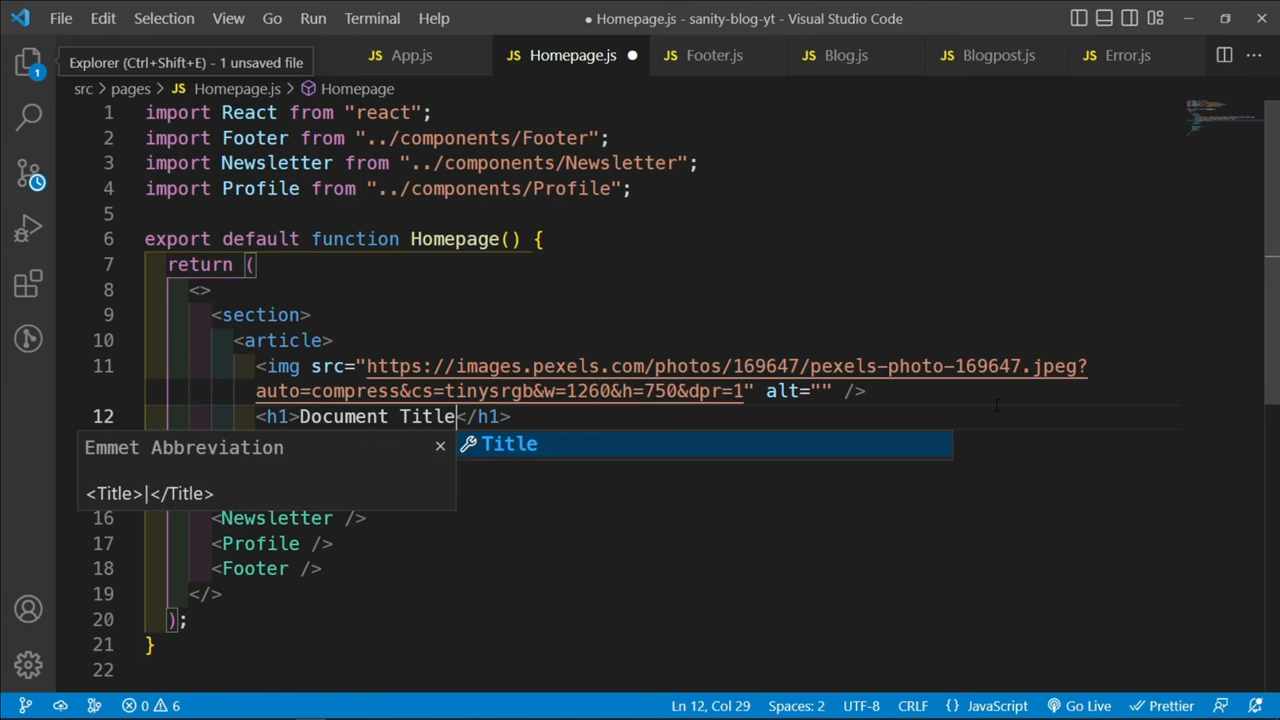 File Edit Selection View Go Run Terminal Help ● Homepage.js - sanity-blog-yt - Visual Studio Code
Explorer (Ctrl+Shift+E) - 1 unsaved file
1
JS App.js JS Homepage.js ● JS Footer.js JS Blog.js JS Blogpost.js JS Error.js
src > pages > JS Homepage.js > Homepage
1 import React from "react";
2 import Footer from "../components/Footer";
3 import Newsletter from "../components/Newsletter";
4 import Profile from "../components/Profile";
5
6 export default function Homepage() {
7 return (
8 <>
9 <section>
10 <article>
11 <img src="https://images.pexels.com/photos/169647/pexels-photo-169647.jpeg?
auto=compress&cs=tinysrgb&w=1260&h=750&dpr=1" alt="" />
12 <h1>Document Title</h1>
Emmet Abbreviation ×
Title
<Title>|</Title>
16 <Newsletter />
17 <Profile />
18 <Footer />
19 </>
20 );
21 }
22
0 6 Ln 12, Col 29 Spaces: 2 UTF-8 CRLF {} JavaScript Go Live Prettier